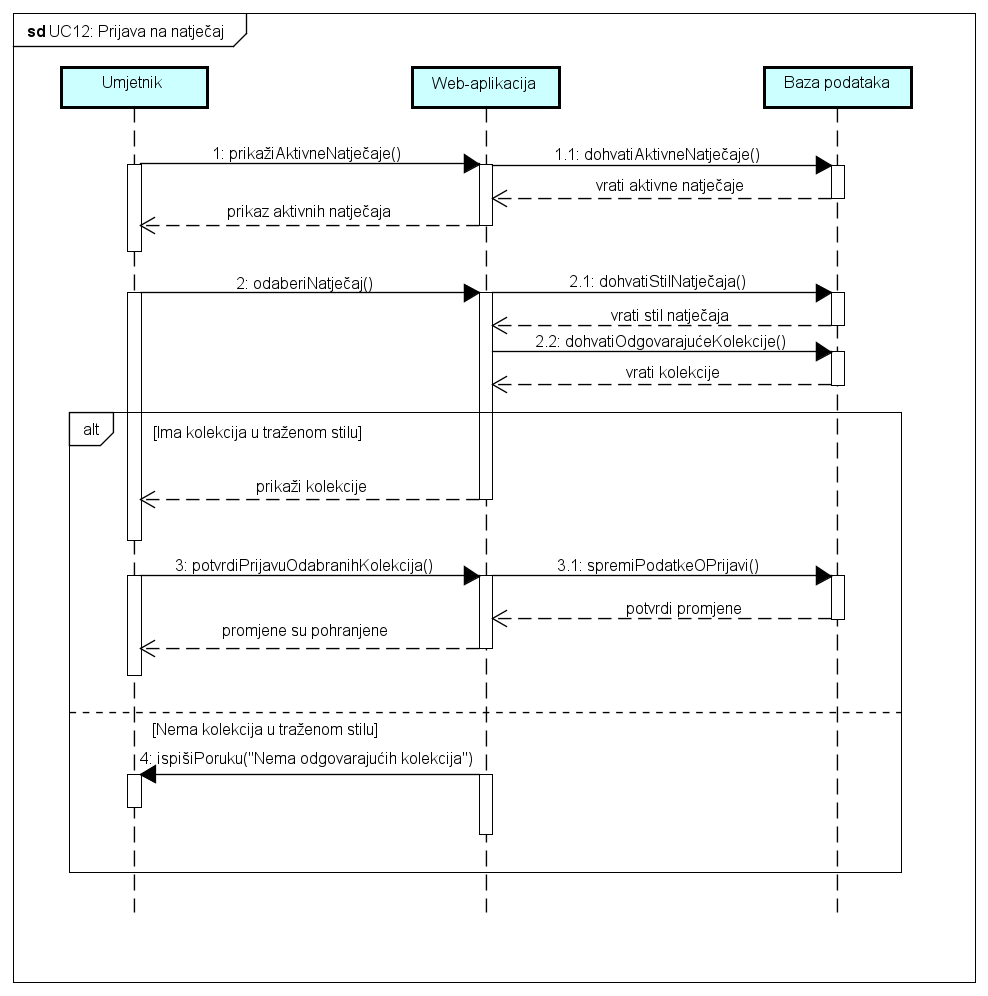 sd UC12: Prijava na natječaj
Umjetnik
Web-aplikacija
Baza podataka
1: prikažiAktivneNatječaje()
1.1: dohvatiAktivneNatječaje()
vrati aktivne natječaje
prikaz aktivnih natječaja
2: odaberiNatječaj()
2.1: dohvatiStilNatječaja()
vrati stil natječaja
2.2: dohvatiOdgovarajućeKolekcije()
vrati kolekcije
alt
[Ima kolekcija u traženom stilu]
prikaži kolekcije
3: potvrdiPrijavuOdabranihKolekcija()
3.1: spremiPodatkeOPrijavi()
potvrdi promjene
promjene su pohranjene
[Nema kolekcija u traženom stilu]
4: ispišiPoruku("Nema odgovarajućih kolekcija")